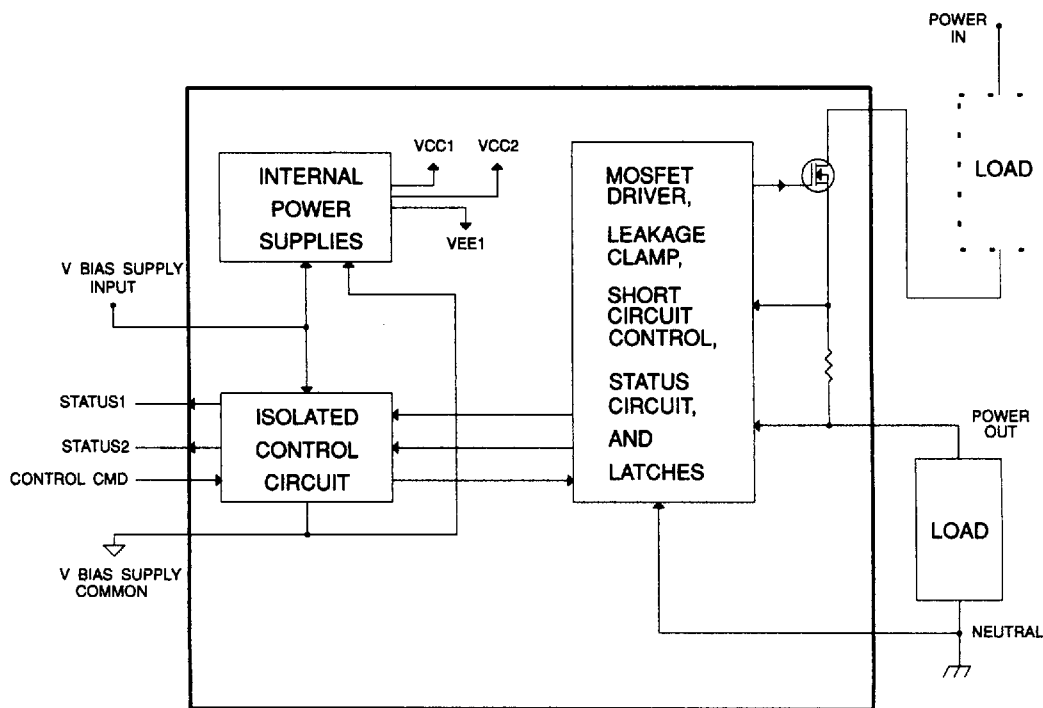 POWER
IN
LOAD
VCC1
VCC2
INTERNAL
POWER
SUPPLIES
VEE1
V BIAS SUPPLY
INPUT
MOSFET
DRIVER,
LEAKAGE
CLAMP,
SHORT
CIRCUIT
CONTROL,
STATUS
CIRCUIT,
AND
LATCHES
STATUS1
STATUS2
CONTROL CMD
ISOLATED
CONTROL
CIRCUIT
V BIAS SUPPLY
COMMON
POWER
OUT
LOAD
NEUTRAL